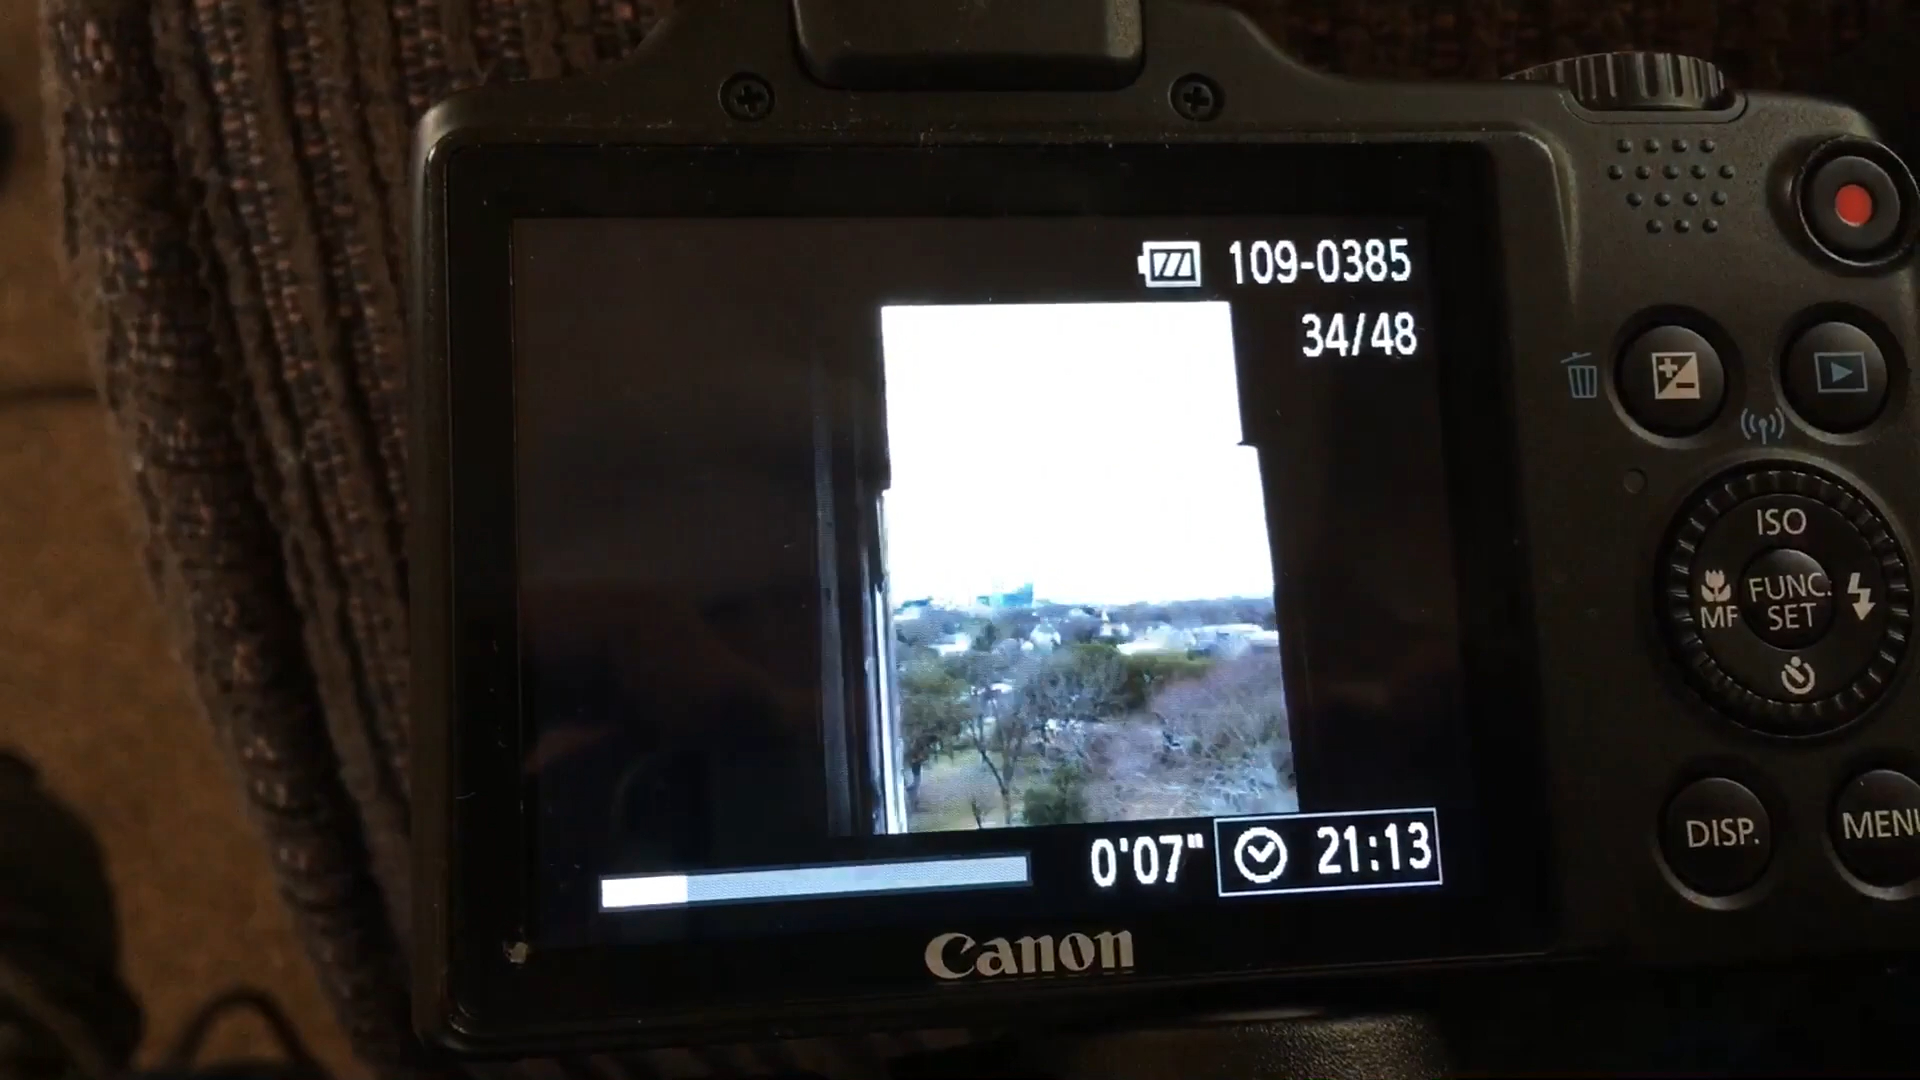 109-0385
34/48
ISO
MF
FUNC.
SET
DISP.
MENU
0'07"
21:13
Canon